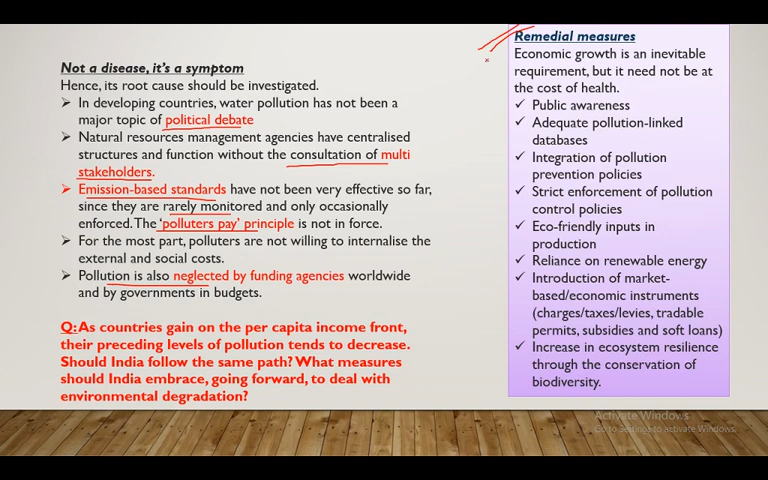 Not a disease, it's a symptom
Hence, its root cause should be investigated.
➢ In developing countries, water pollution has not been a
major topic of political debate
➢ Natural resources management agencies have centralised
structures and function without the consultation of multi
stakeholders.
➢ Emission-based standards have not been very effective so far,
since they are rarely monitored and only occasionally
enforced. The 'polluters pay' principle is not in force.
➢ For the most part, polluters are not willing to internalise the
external and social costs.
➢ Pollution is also neglected by funding agencies worldwide
and by governments in budgets.
Q: As countries gain on the per capita income front,
their preceding levels of pollution tends to decrease.
Should India follow the same path? What measures
should India embrace, going forward, to deal with
environmental degradation?
Remedial measures
Economic growth is an inevitable
requirement, but it need not be at
the cost of health.
✓ Public awareness
✓ Adequate pollution-linked
databases
✓ Integration of pollution
prevention policies
✓ Strict enforcement of pollution
control policies
✓ Eco-friendly inputs in
production
✓ Reliance on renewable energy
✓ Introduction of market-
based/economic instruments
(charges/taxes/levies, tradable
permits, subsidies and soft loans)
✓ Increase in ecosystem resilience
through the conservation of
biodiversity.
Activate Windows
Go to Settings to activate Windows.